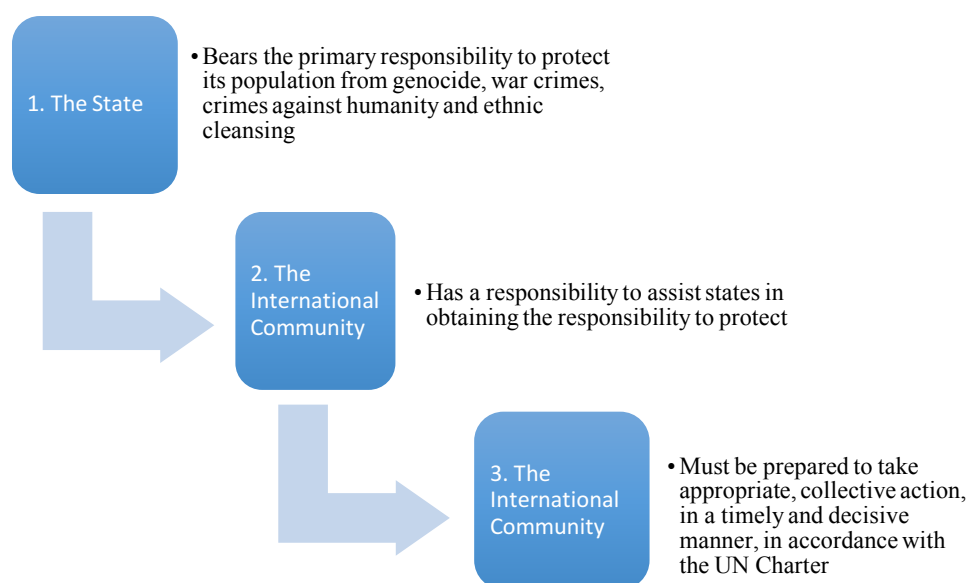 1. The State
• Bears the primary responsibility to protect
its population from genocide, war crimes,
crimes against humanity and ethnic
cleansing
2. The
International
Community
• Has a responsibility to assist states in
obtaining the responsibility to protect
3. The
International
Community
• Must be prepared to take
appropriate, collective action,
in a timely and decisive
manner, in accordance with
the UN Charter